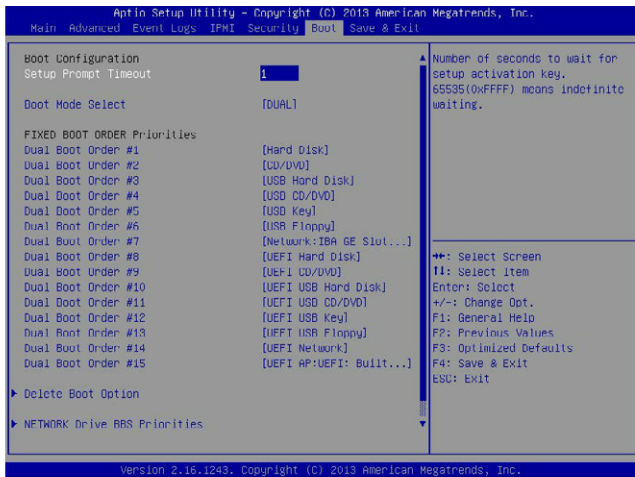 Aptio Setup Utility - Copyright (C) 2013 American Megatrends, Inc.
Main Advanced Event Logs IPMI Security Boot Save & Exit
Boot Configuration
Setup Prompt Timeout 1
Boot Mode Select [DUAL]
FIXED BOOT ORDER Priorities
Dual Boot Order #1 [Hard Disk]
Dual Boot Order #2 [CD/DVD]
Dual Boot Order #3 [USB Hard Disk]
Dual Boot Order #4 [USB CD/DVD]
Dual Boot Order #5 [USB Key]
Dual Boot Order #6 [USB Floppy]
Dual Boot Order #7 [Network:IBA GE Slot...]
Dual Boot Order #8 [UEFI Hard Disk]
Dual Boot Order #9 [UEFI CD/DVD]
Dual Boot Order #10 [UEFI USB Hard Disk]
Dual Boot Order #11 [UEFI USB CD/DVD]
Dual Boot Order #12 [UEFI USB Key]
Dual Boot Order #13 [UEFI USB Floppy]
Dual Boot Order #14 [UEFI Network]
Dual Boot Order #15 [UEFI AP:UEFI: Built...]
Delete Boot Option
NETWORK Drive BBS Priorities
Number of seconds to wait for
setup activation key.
65535(0xFFFF) means indefinite
waiting.
→←: Select Screen
↑↓: Select Item
Enter: Select
+/-: Change Opt.
F1: General Help
F2: Previous Values
F3: Optimized Defaults
F4: Save & Exit
ESC: Exit
Version 2.16.1243. Copyright (C) 2013 American Megatrends, Inc.